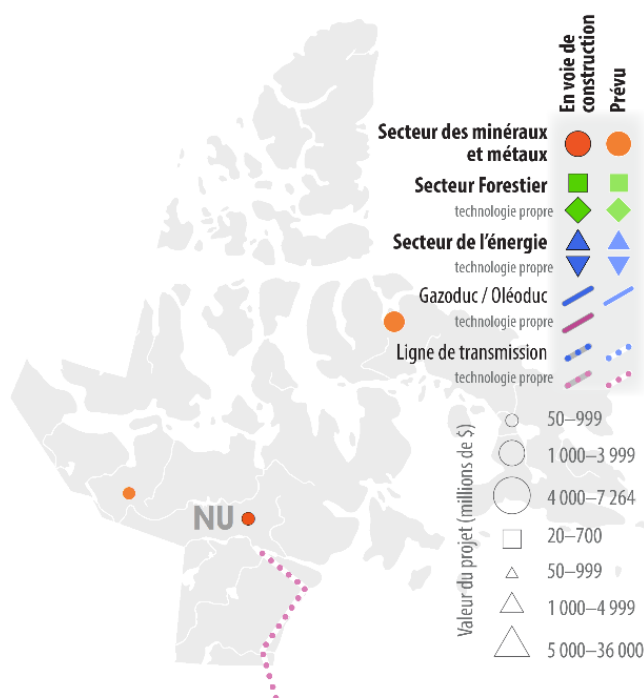 En voie de
construction
Prévu
Secteur des minéraux
et métaux
Secteur Forestier
technologie propre
Secteur de l'énergie
technologie propre
Gazoduc / Oléoduc
technologie propre
Ligne de transmission
technologie propre
Valeur du projet (millions de $)
50–999
1 000–3 999
4 000–7 264
20–700
50–999
1 000–4 999
5 000–36 000
NU